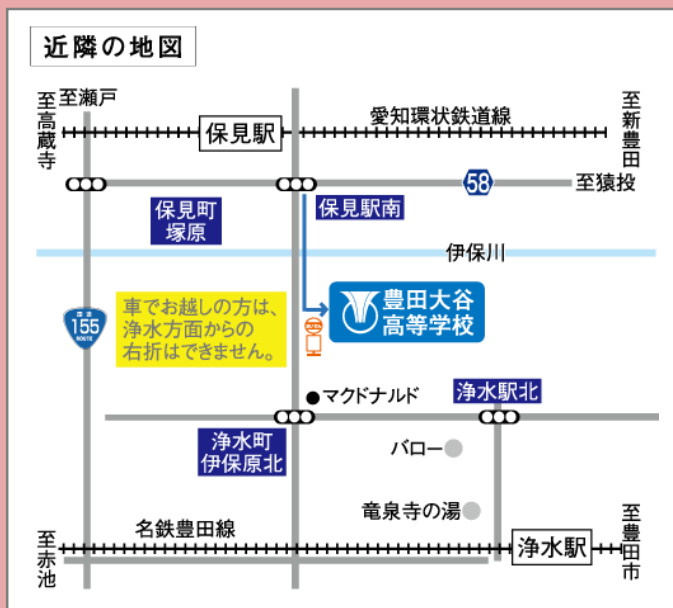 近隣の地図
至瀬戸
至高蔵寺
保見駅
愛知環状鉄道線
至新豊田
58
至猿投
保見町
塚原
保見駅南
伊保川
国道
155
ROUTE
車でお越しの方は、
浄水方面からの
右折はできません。
豊田大谷
高等学校
マクドナルド
浄水駅北
浄水町
伊保原北
バロー
竜泉寺の湯
名鉄豊田線
至赤池
浄水駅
至豊田市